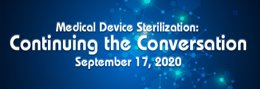 Medical Device Sterilization:
Continuing the Conversation
September 17, 2020